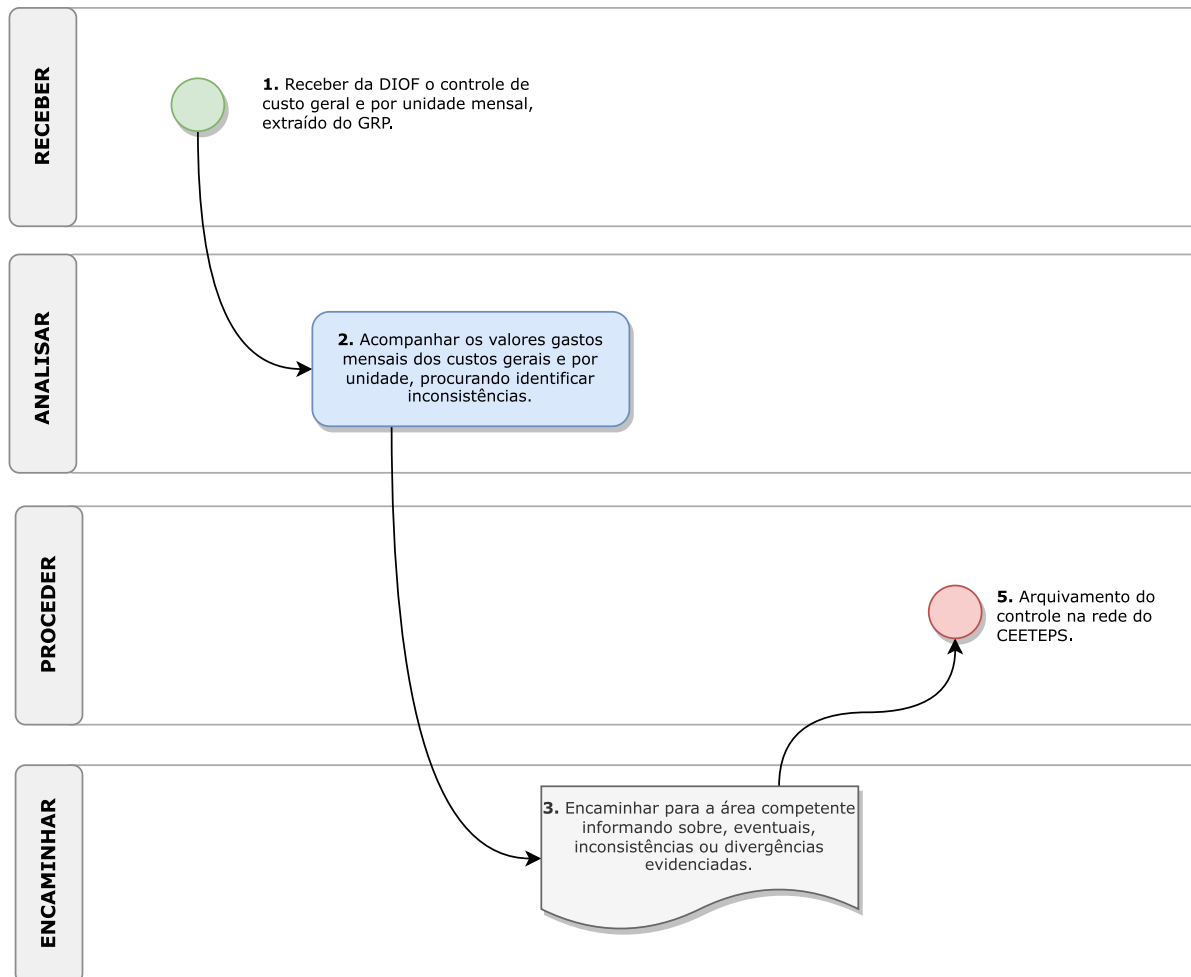 RECEBER
1. Receber da DIOF o controle de
custo geral e por unidade mensal,
extraído do GRP.
ANALISAR
2. Acompanhar os valores gastos
mensais dos custos gerais e por
unidade, procurando identificar
inconsistências.
PROCEDER
5. Arquivamento do
controle na rede do
CEETEPS.
ENCAMINHAR
3. Encaminhar para a área competente
informando sobre, eventuais,
inconsistências ou divergências
evidenciadas.